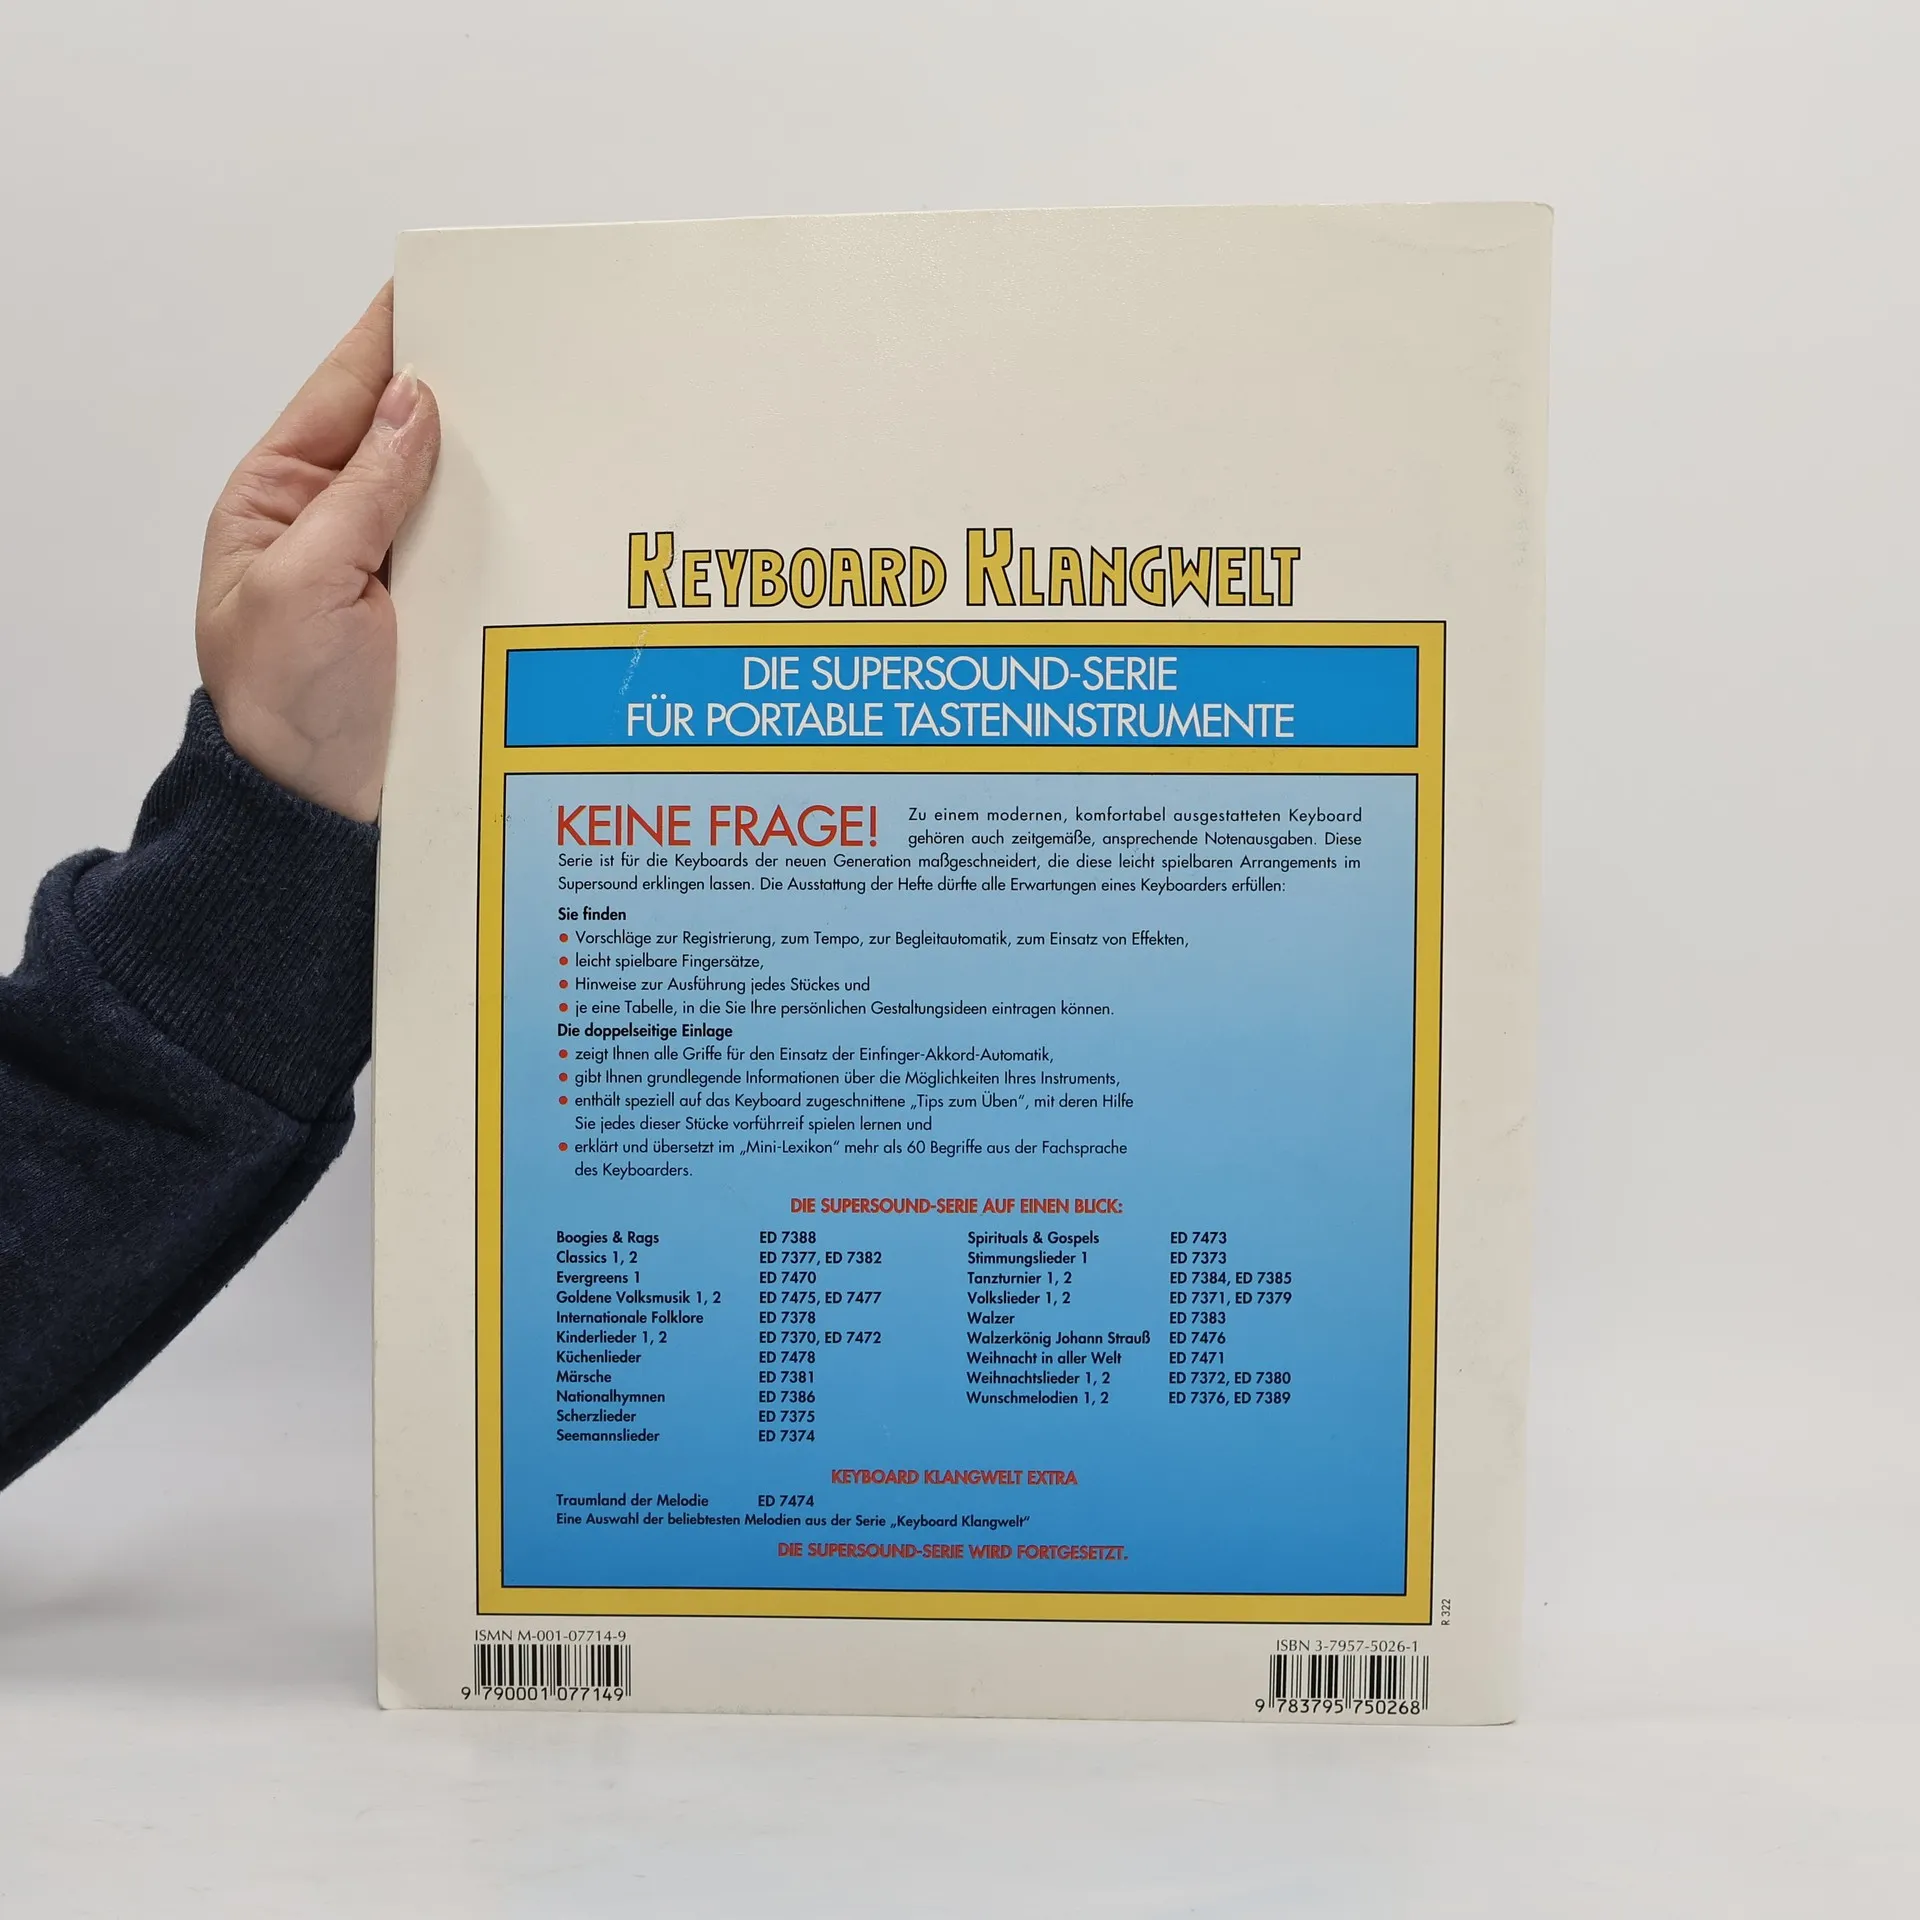 KEYBOARD KLANGWELT
DIE SUPERSOUND-SERIE
FÜR PORTABLE TASTENINSTRUMENTE
KEINE FRAGE! Zu einem modernen, komfortabel ausgestatteten Keyboard
gehören auch zeitgemäße, ansprechende Notenausgaben. Diese
Serie ist für die Keyboards der neuen Generation maßgeschneidert, die diese leicht spielbaren Arrangements im
Supersound erklingen lassen. Die Ausstattung der Hefte dürfte alle Erwartungen eines Keyboarders erfüllen:
Sie finden
• Vorschläge zur Registrierung, zum Tempo, zur Begleitautomatik, zum Einsatz von Effekten,
• leicht spielbare Fingersätze,
• Hinweise zur Ausführung jedes Stückes und
• je eine Tabelle, in die Sie Ihre persönlichen Gestaltungsideen eintragen können.
Die doppelseitige Einlage
• zeigt Ihnen alle Griffe für den Einsatz der Einfinger-Akkord-Automatik,
• gibt Ihnen grundlegende Informationen über die Möglichkeiten Ihres Instruments,
• enthält speziell auf das Keyboard zugeschnittene „Tips zum Üben“, mit deren Hilfe
Sie jedes dieser Stücke vorführreif spielen lernen und
• erklärt und übersetzt im „Mini-Lexikon“ mehr als 60 Begriffe aus der Fachsprache
des Keyboarders.
DIE SUPERSOUND-SERIE AUF EINEN BLICK:
Boogies & Rags ED 7388
Classics 1, 2 ED 7377, ED 7382
Evergreens 1 ED 7470
Goldene Volksmusik 1, 2 ED 7475, ED 7477
Internationale Folklore ED 7378
Kinderlieder 1, 2 ED 7370, ED 7472
Küchenlieder ED 7478
Märsche ED 7381
Nationalhymnen ED 7386
Scherzlieder ED 7375
Seemannslieder ED 7374
Spirituals & Gospels ED 7473
Stimmungslieder 1 ED 7373
Tanzturnier 1, 2 ED 7384, ED 7385
Volkslieder 1, 2 ED 7371, ED 7379
Walzer ED 7383
Walzerkönig Johann Strauß ED 7476
Weihnacht in aller Welt ED 7471
Weihnachtslieder 1, 2 ED 7372, ED 7380
Wunschmelodien 1, 2 ED 7376, ED 7389
KEYBOARD KLANGWELT EXTRA
Traumland der Melodie ED 7474
Eine Auswahl der beliebtesten Melodien aus der Serie „Keyboard Klangwelt“
DIE SUPERSOUND-SERIE WIRD FORTGESETZT.
R 322
ISMN M-001-07714-9
9 790001 077149
ISBN 3-7957-5026-1
9 783795 750268